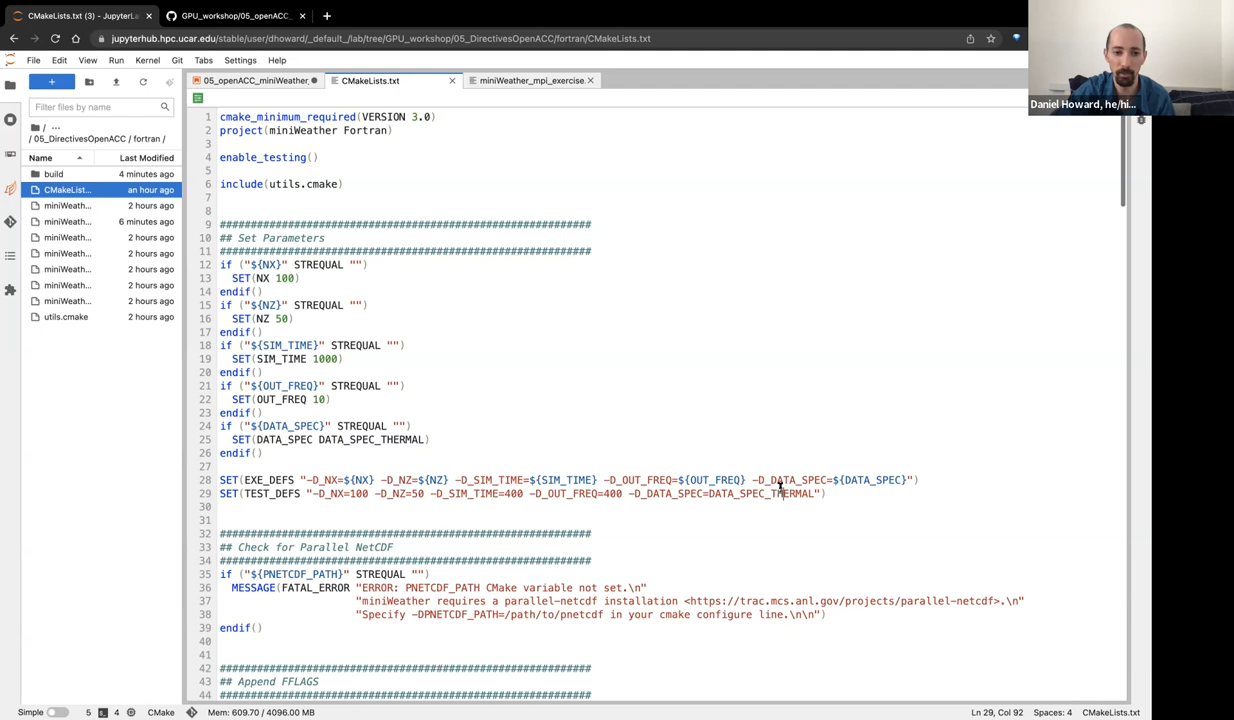 CMakeLists.txt (3) - JupyterLa
GPU_workshop/05_openACC_
jupyterhub.hpc.ucar.edu/stable/user/dhoward/_default_/lab/tree/GPU_workshop/05_DirectivesOpenACC/fortran/CMakeLists.txt
Daniel Howard, he/hi...
File Edit View Run Kernel Git Tabs Settings Help
05_openACC_miniWeather.
CMakeLists.txt
miniWeather_mpi_exercise.
Filter files by name
/ ...
/ 05_DirectivesOpenACC / fortran /
Name Last Modified
build 4 minutes ago
CMakeList... an hour ago
miniWeath... 2 hours ago
miniWeath... 6 minutes ago
miniWeath... 2 hours ago
miniWeath... 2 hours ago
miniWeath... 2 hours ago
miniWeath... 2 hours ago
miniWeath... 2 hours ago
utils.cmake 2 hours ago
1 cmake_minimum_required(VERSION 3.0)
2 project(miniWeather Fortran)
3
4 enable_testing()
5
6 include(utils.cmake)
7
8
9 ############################################################
10 ## Set Parameters
11 ############################################################
12 if ("${NX}" STREQUAL "")
13 SET(NX 100)
14 endif()
15 if ("${NZ}" STREQUAL "")
16 SET(NZ 50)
17 endif()
18 if ("${SIM_TIME}" STREQUAL "")
19 SET(SIM_TIME 1000)
20 endif()
21 if ("${OUT_FREQ}" STREQUAL "")
22 SET(OUT_FREQ 10)
23 endif()
24 if ("${DATA_SPEC}" STREQUAL "")
25 SET(DATA_SPEC DATA_SPEC_THERMAL)
26 endif()
27
28 SET(EXE_DEFS "-D_NX=${NX} -D_NZ=${NZ} -D_SIM_TIME=${SIM_TIME} -D_OUT_FREQ=${OUT_FREQ} -D_DATA_SPEC=${DATA_SPEC}")
29 SET(TEST_DEFS "-D_NX=100 -D_NZ=50 -D_SIM_TIME=400 -D_OUT_FREQ=400 -D_DATA_SPEC=DATA_SPEC_THERMAL")
30
31
32 ############################################################
33 ## Check for Parallel NetCDF
34 ############################################################
35 if ("${PNETCDF_PATH}" STREQUAL "")
36 MESSAGE(FATAL_ERROR "ERROR: PNETCDF_PATH CMake variable not set.\n"
37 "miniWeather requires a parallel-netcdf installation <https://trac.mcs.anl.gov/projects/parallel-netcdf>.\n"
38 "Specify -DPNETCDF_PATH=/path/to/pnetcdf in your cmake configure line.\n\n")
39 endif()
40
41
42 ############################################################
43 ## Append FFLAGS
44 ############################################################
Simple 5 4 CMake Mem: 609.70 / 4096.00 MB Ln 29, Col 92 Spaces: 4 CMakeLists.txt